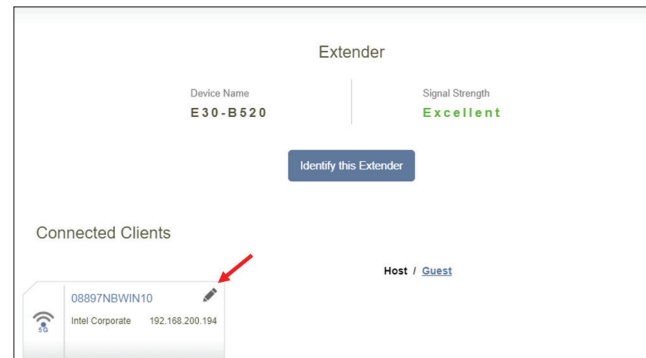 Extender
Device Name
E30-B520
Signal Strength
Excellent
Identify this Extender
Connected Clients
Host / Guest
08897NBWIN10
Intel Corporate 192.168.200.194
5G